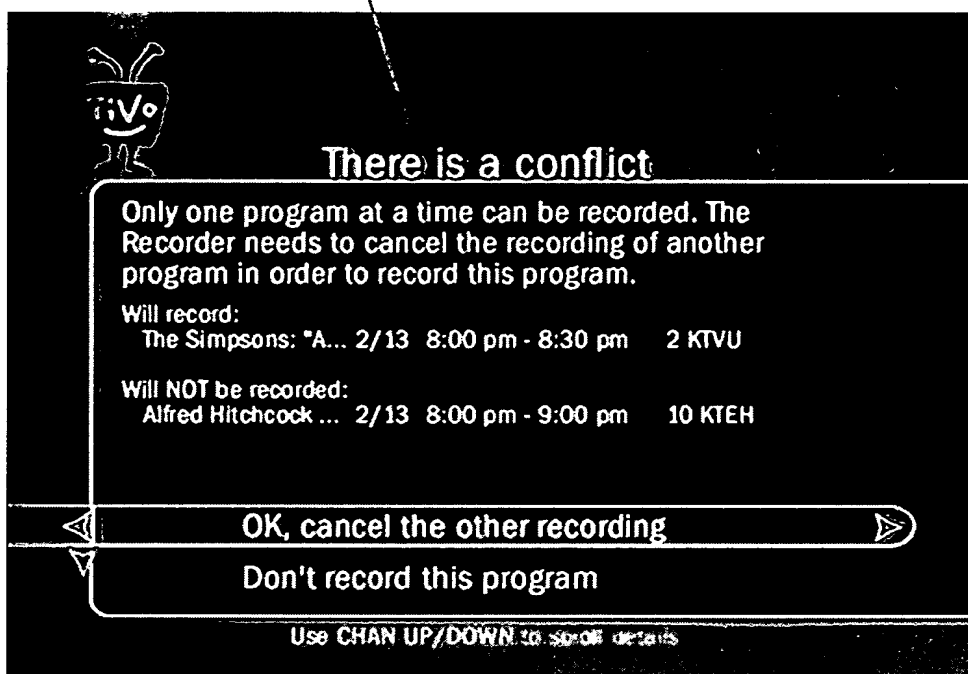 TiVo
There is a conflict
Only one program at a time can be recorded. The
Recorder needs to cancel the recording of another
program in order to record this program.
Will record:
The Simpsons: "A... 2/13 8:00 pm - 8:30 pm 2 KTVU
Will NOT be recorded:
Alfred Hitchcock ... 2/13 8:00 pm - 9:00 pm 10 KTEH
OK, cancel the other recording
Don't record this program
Use CHAN UP/DOWN to scroll details